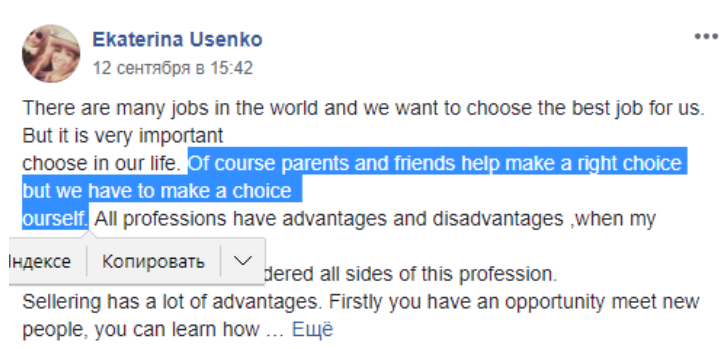 Ekaterina Usenko
12 сентября в 15:42
There are many jobs in the world and we want to choose the best job for us.
But it is very important
choose in our life. Of course parents and friends help make a right choice
but we have to make a choice
ourself. All professions have advantages and disadvantages ,when my
Копировать
of this profession.
Sellering has a lot of advantages. Firstly you have an opportunity meet new
people, you can learn how ... Ещё